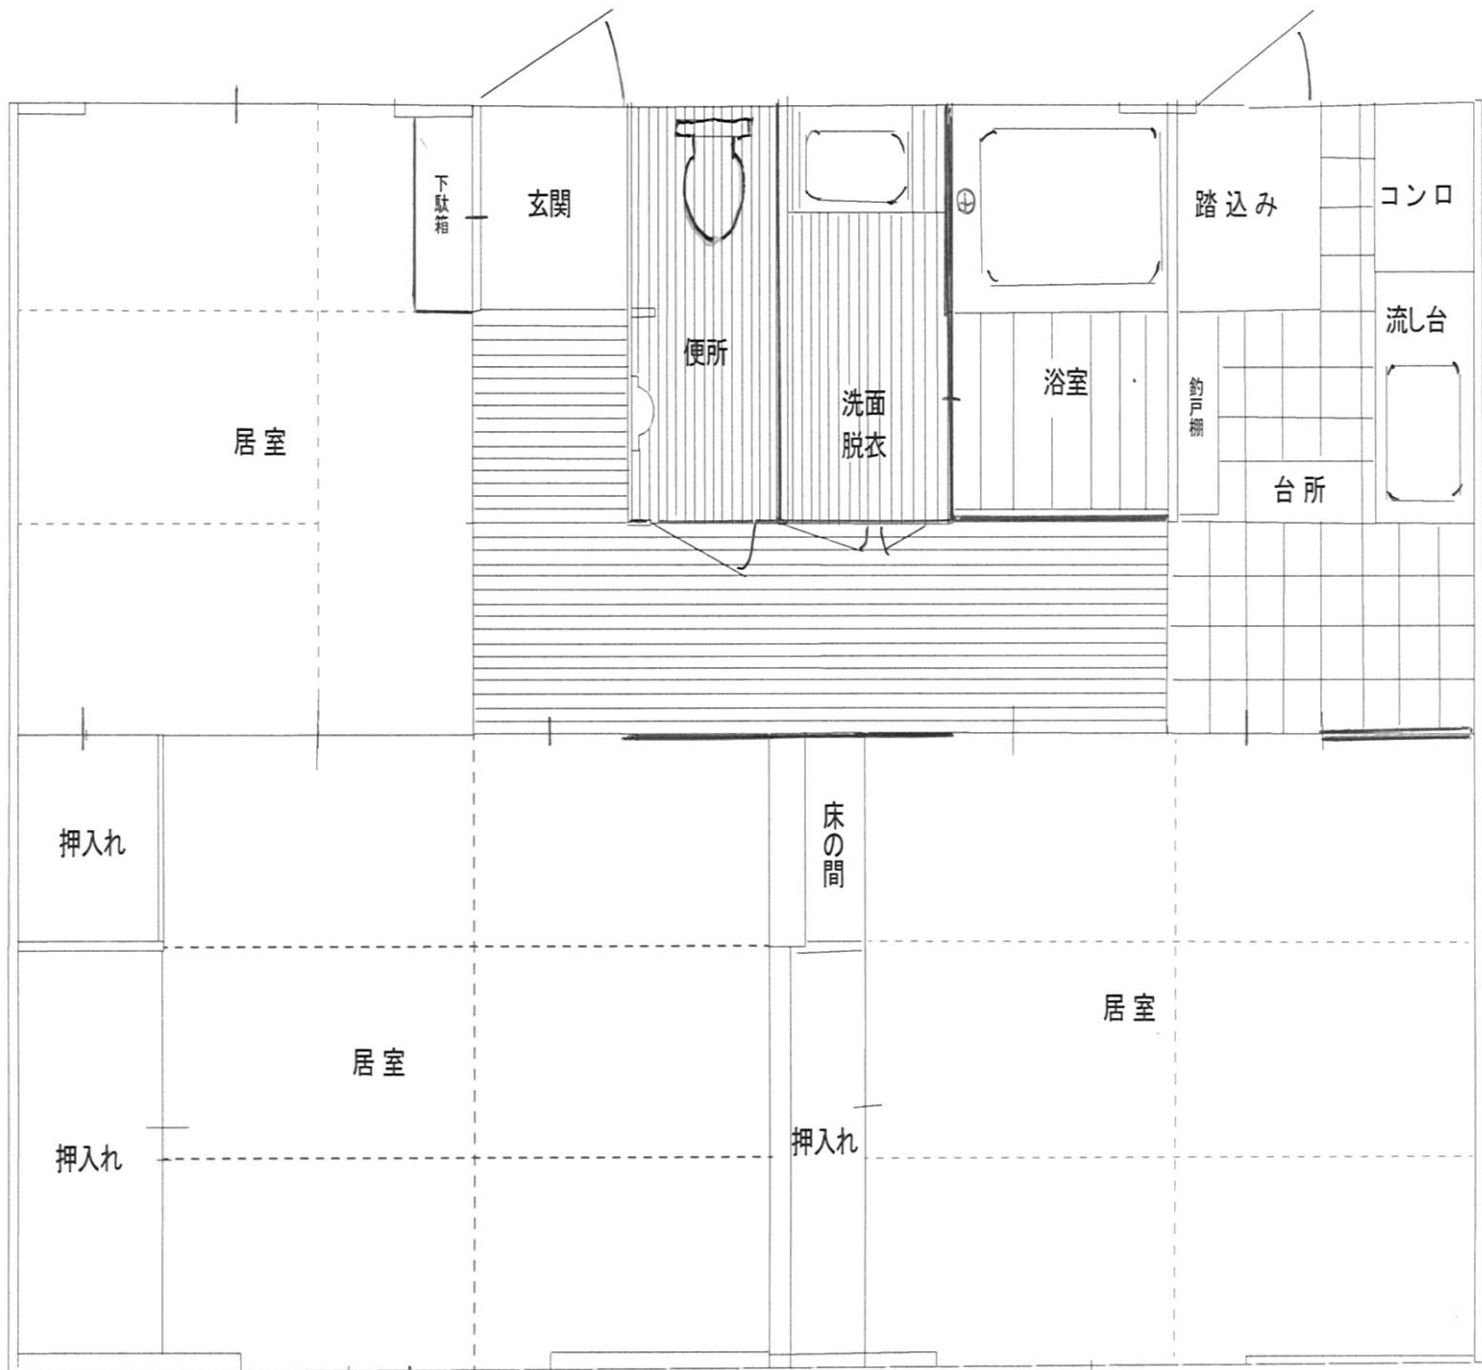 下駄箱
玄関
便所
洗面
脱衣
浴室
踏込み
コンロ
流し台
釣戸棚
台所
居室
押入れ
床の間
居室
居室
押入れ
押入れ